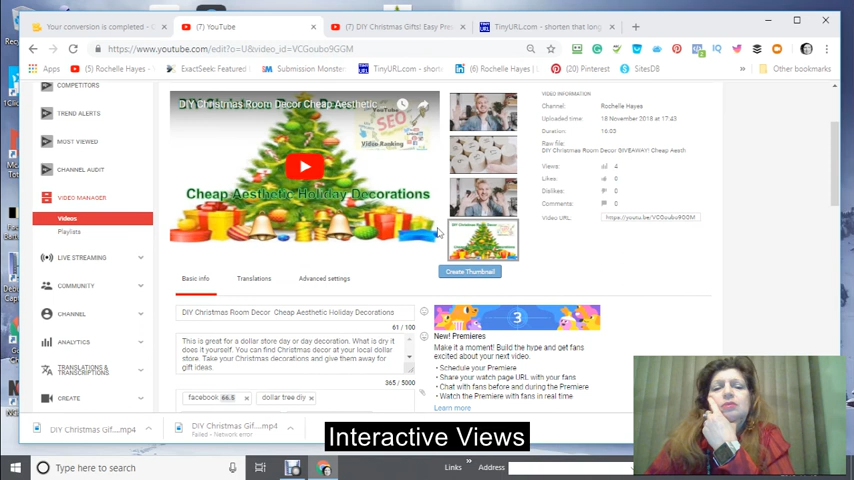 Your conversion is completed -
(7) YouTube
(7) DIY Christmas Gifts! Easy Pres
TinyURL.com - shorten that long
https://www.youtube.com/edit?o=U&video_id=VCGoubo9GGM
Apps
(5) Rochelle Hayes | -
ExactSeek: Featured
Submission Monster
TinyURL.com - shorte
(6) Rochelle Hayes |
(20) Pinterest
SitesDB
Other bookmarks
COMPETITORS
TREND ALERTS
MOST VIEWED
CHANNEL AUDIT
VIDEO MANAGER
Videos
Playlists
LIVE STREAMING
COMMUNITY
CHANNEL
ANALYTICS
TRANSLATIONS &
TRANSCRIPTIONS
CREATE
DIY Christmas Room Decor Cheap Aesthetic
YouTube
SEO
Video Ranking
Cheap Aesthetic Holiday Decorations
Create Thumbnail
VIDEO INFORMATION
Channel: Rochelle Hayes
Uploaded time: 18 November 2018 at 17:43
Duration: 16:03
Raw file:
DIY Christmas Room Decor GIVEAWAY! Cheap Aesth
Views: 4
Likes: 0
Dislikes: 0
Comments: 0
Video URL: https://youtu.be/VCGoubo9GGM
Basic info
Translations
Advanced settings
DIY Christmas Room Decor Cheap Aesthetic Holiday Decorations
61 / 100
This is great for a dollar store day or day decoration. What is dry it
does it yourself. You can find Christmas decor at your local dollar
store. Take your Christmas decorations and give them away for
gift ideas
365 / 5000
facebook 66.5
dollar tree diy
3
New! Premieres
Make it a moment! Build the hype and get fans
excited about your next video.
• Schedule your Premiere
• Share your watch page URL with your fans
• Chat with fans before and during the Premiere
• Watch the Premiere with fans in real time
Learn more
DIY Christmas Gif....mp4
DIY Christmas Gif....mp4
Failed - Network error
Interactive Views
Type here to search
Links
Address